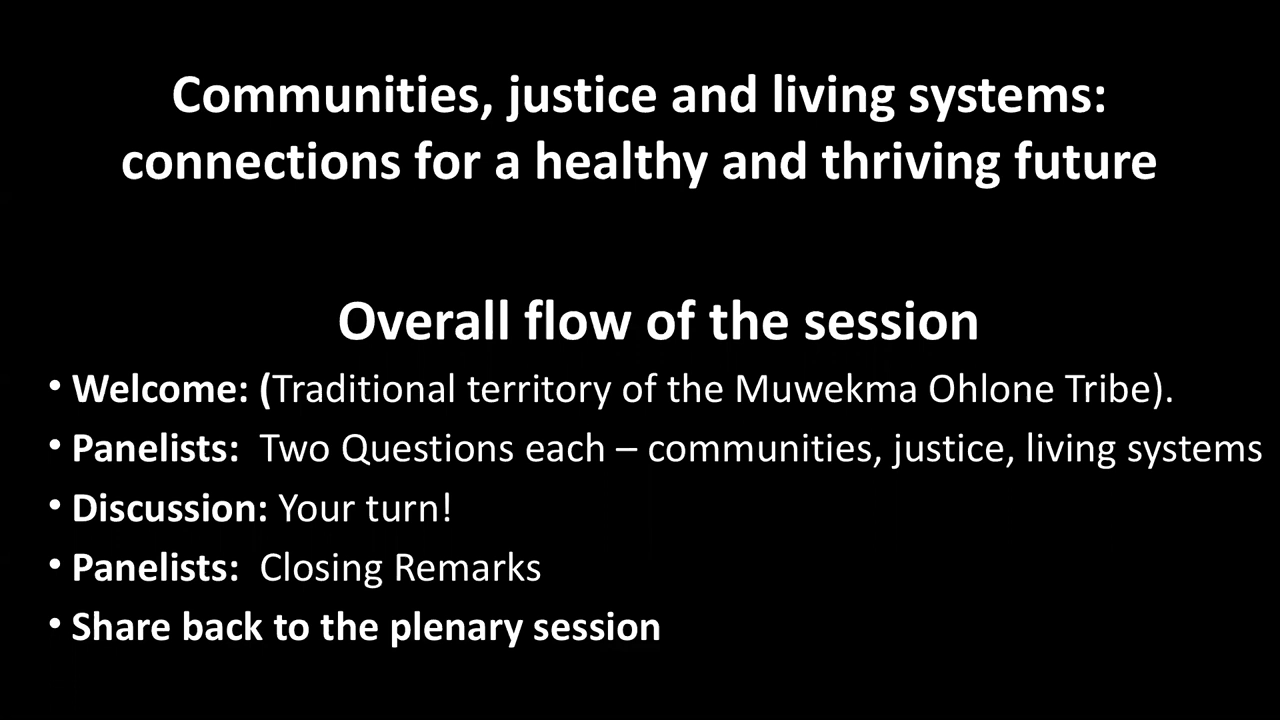 Communities, justice and living systems:
connections for a healthy and thriving future
Overall flow of the session
• Welcome: (Traditional territory of the Muwekma Ohlone Tribe).
• Panelists:  Two Questions each – communities, justice, living systems
• Discussion: Your turn!
• Panelists:  Closing Remarks
• Share back to the plenary session